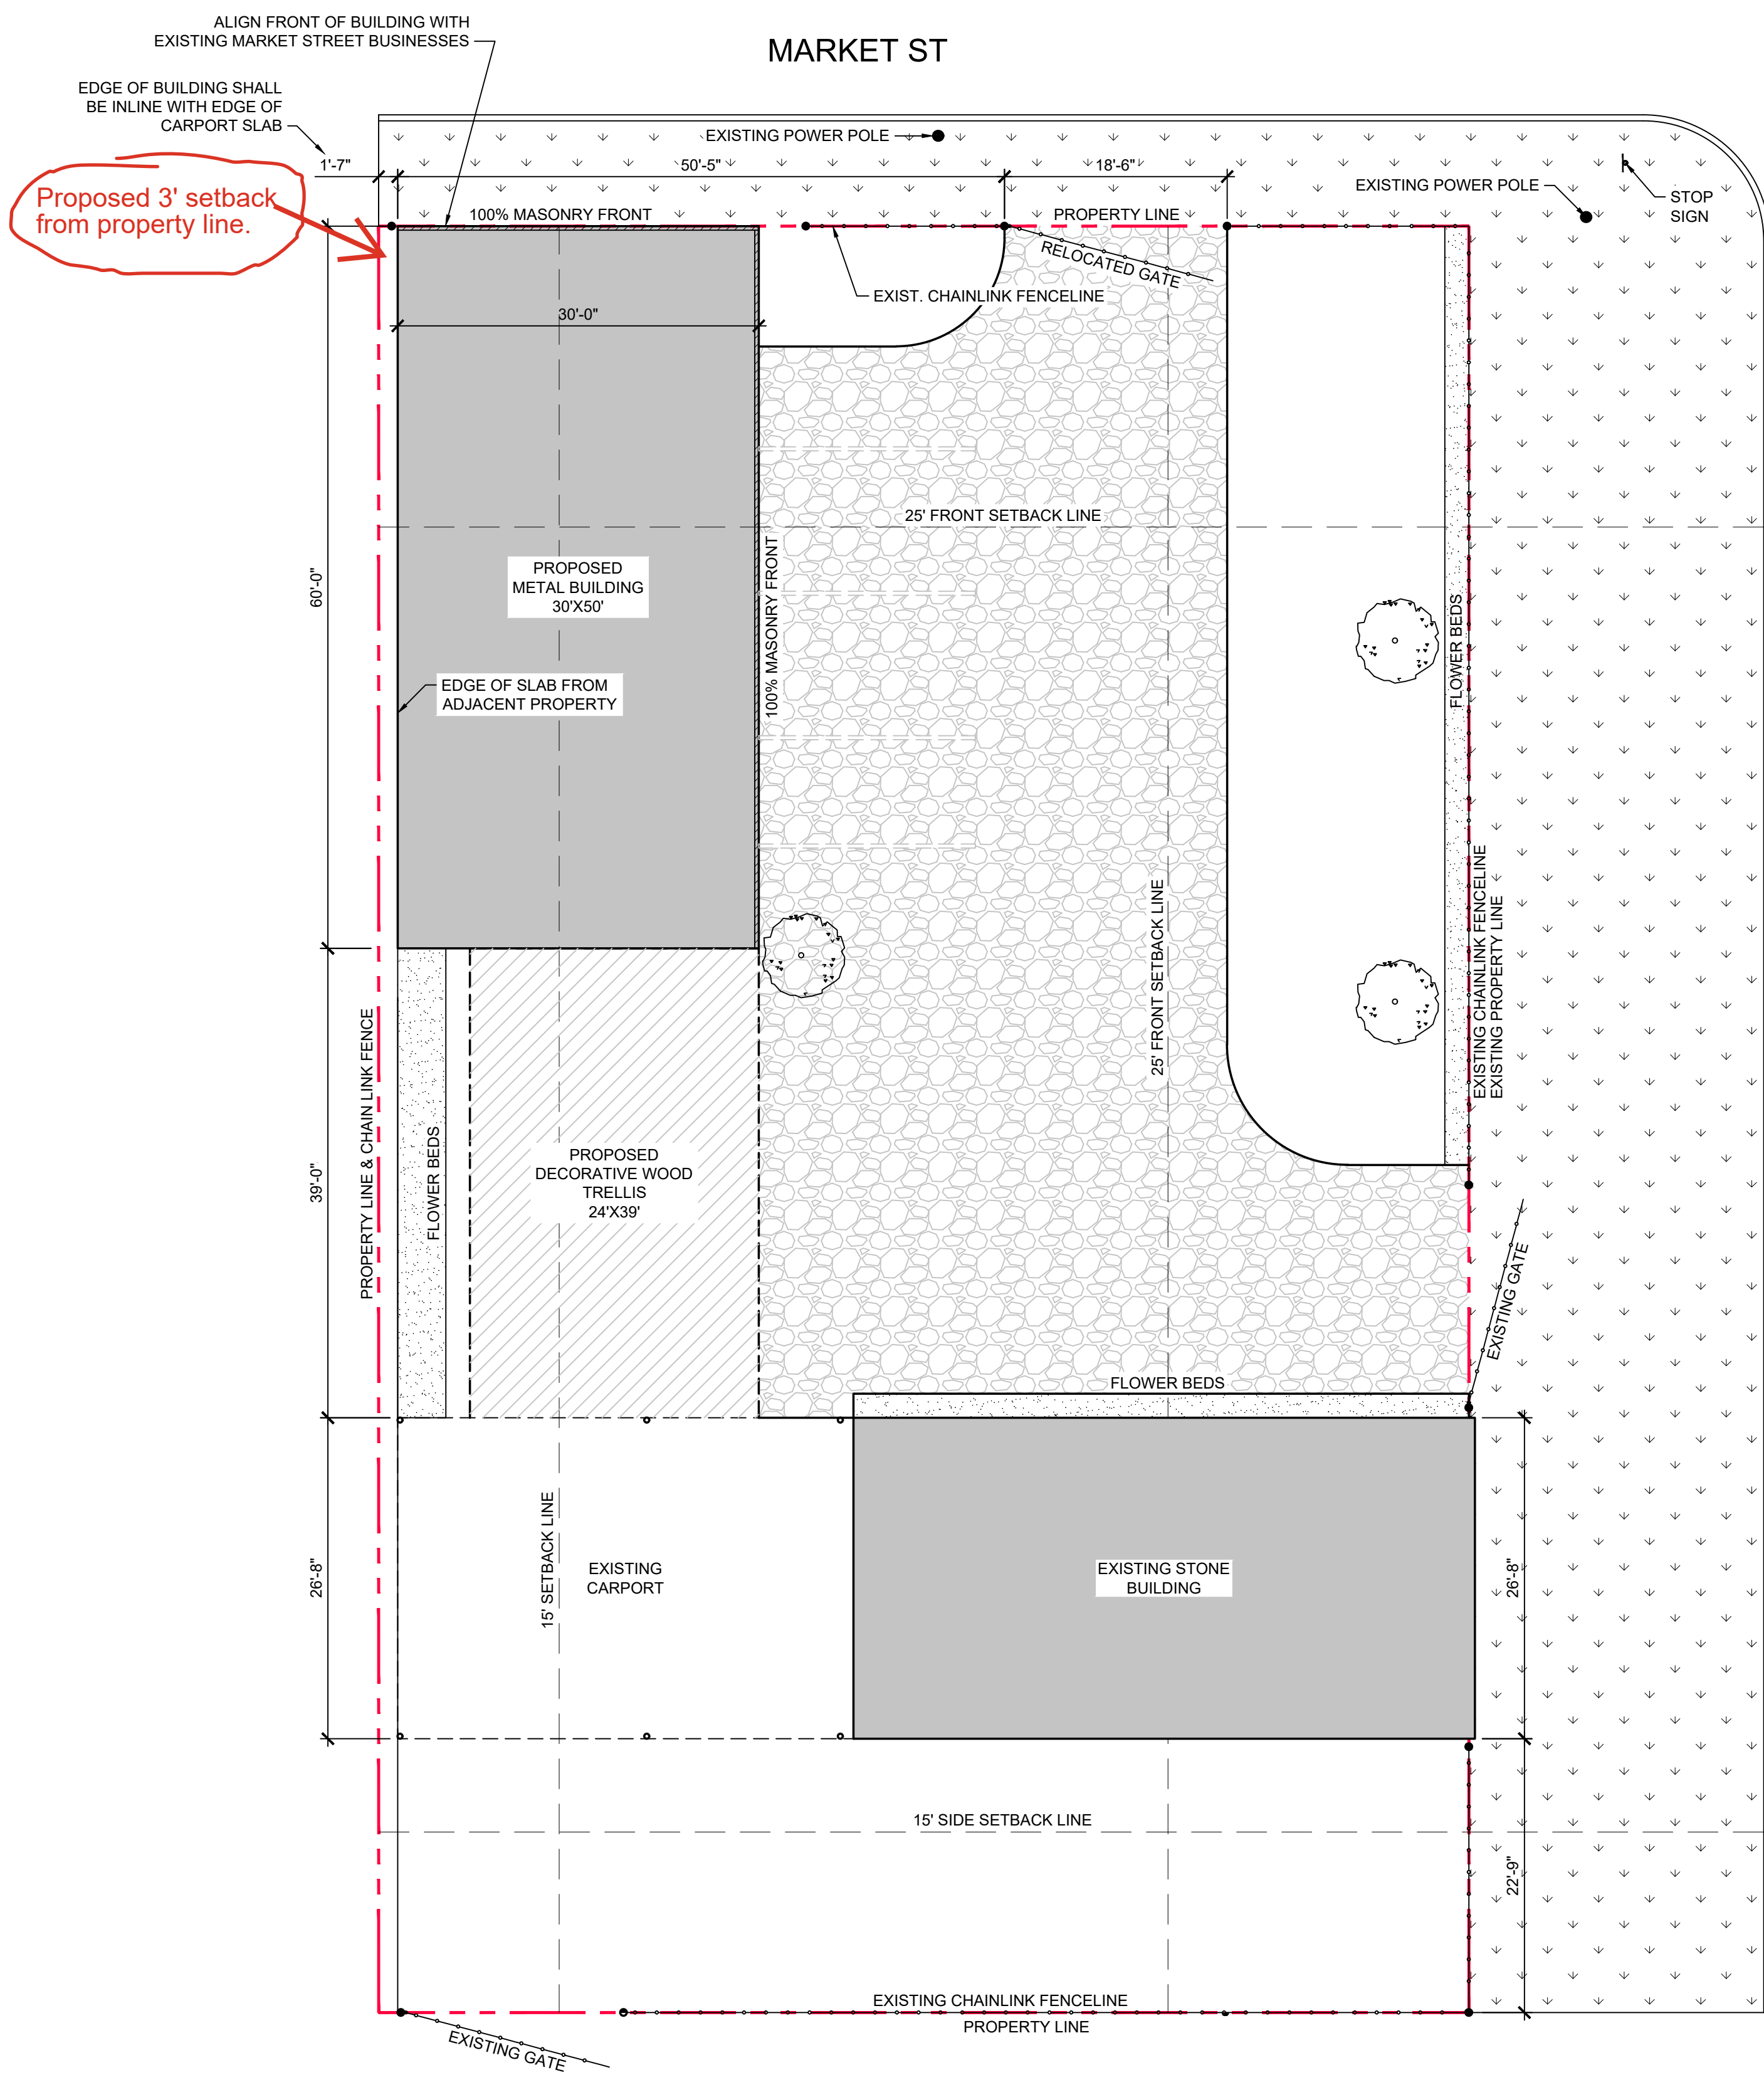 ALIGN FRONT OF BUILDING WITH
EXISTING MARKET STREET BUSINESSES
MARKET ST
EDGE OF BUILDING SHALL
BE INLINE WITH EDGE OF
CARPORT SLAB
EXISTING POWER POLE
1'-7"
50'-5"
18'-6"
EXISTING POWER POLE
STOP
SIGN
Proposed 3' setback
from property line.
100% MASONRY FRONT
PROPERTY LINE
RELOCATED GATE
EXIST. CHAINLINK FENCELINE
30'-0"
25' FRONT SETBACK LINE
60'-0"
PROPOSED
METAL BUILDING
30'X50'
100% MASONRY FRONT
FLOWER BEDS
EDGE OF SLAB FROM
ADJACENT PROPERTY
25' FRONT SETBACK LINE
EXISTING CHAINLINK FENCELINE
EXISTING PROPERTY LINE
PROPERTY LINE & CHAIN LINK FENCE
39'-0"
FLOWER BEDS
PROPOSED
DECORATIVE WOOD
TRELLIS
24'X39'
EXISTING GATE
FLOWER BEDS
26'-8"
15' SETBACK LINE
EXISTING
CARPORT
EXISTING STONE
BUILDING
26'-8"
15' SIDE SETBACK LINE
22'-9"
EXISTING CHAINLINK FENCELINE
PROPERTY LINE
EXISTING GATE